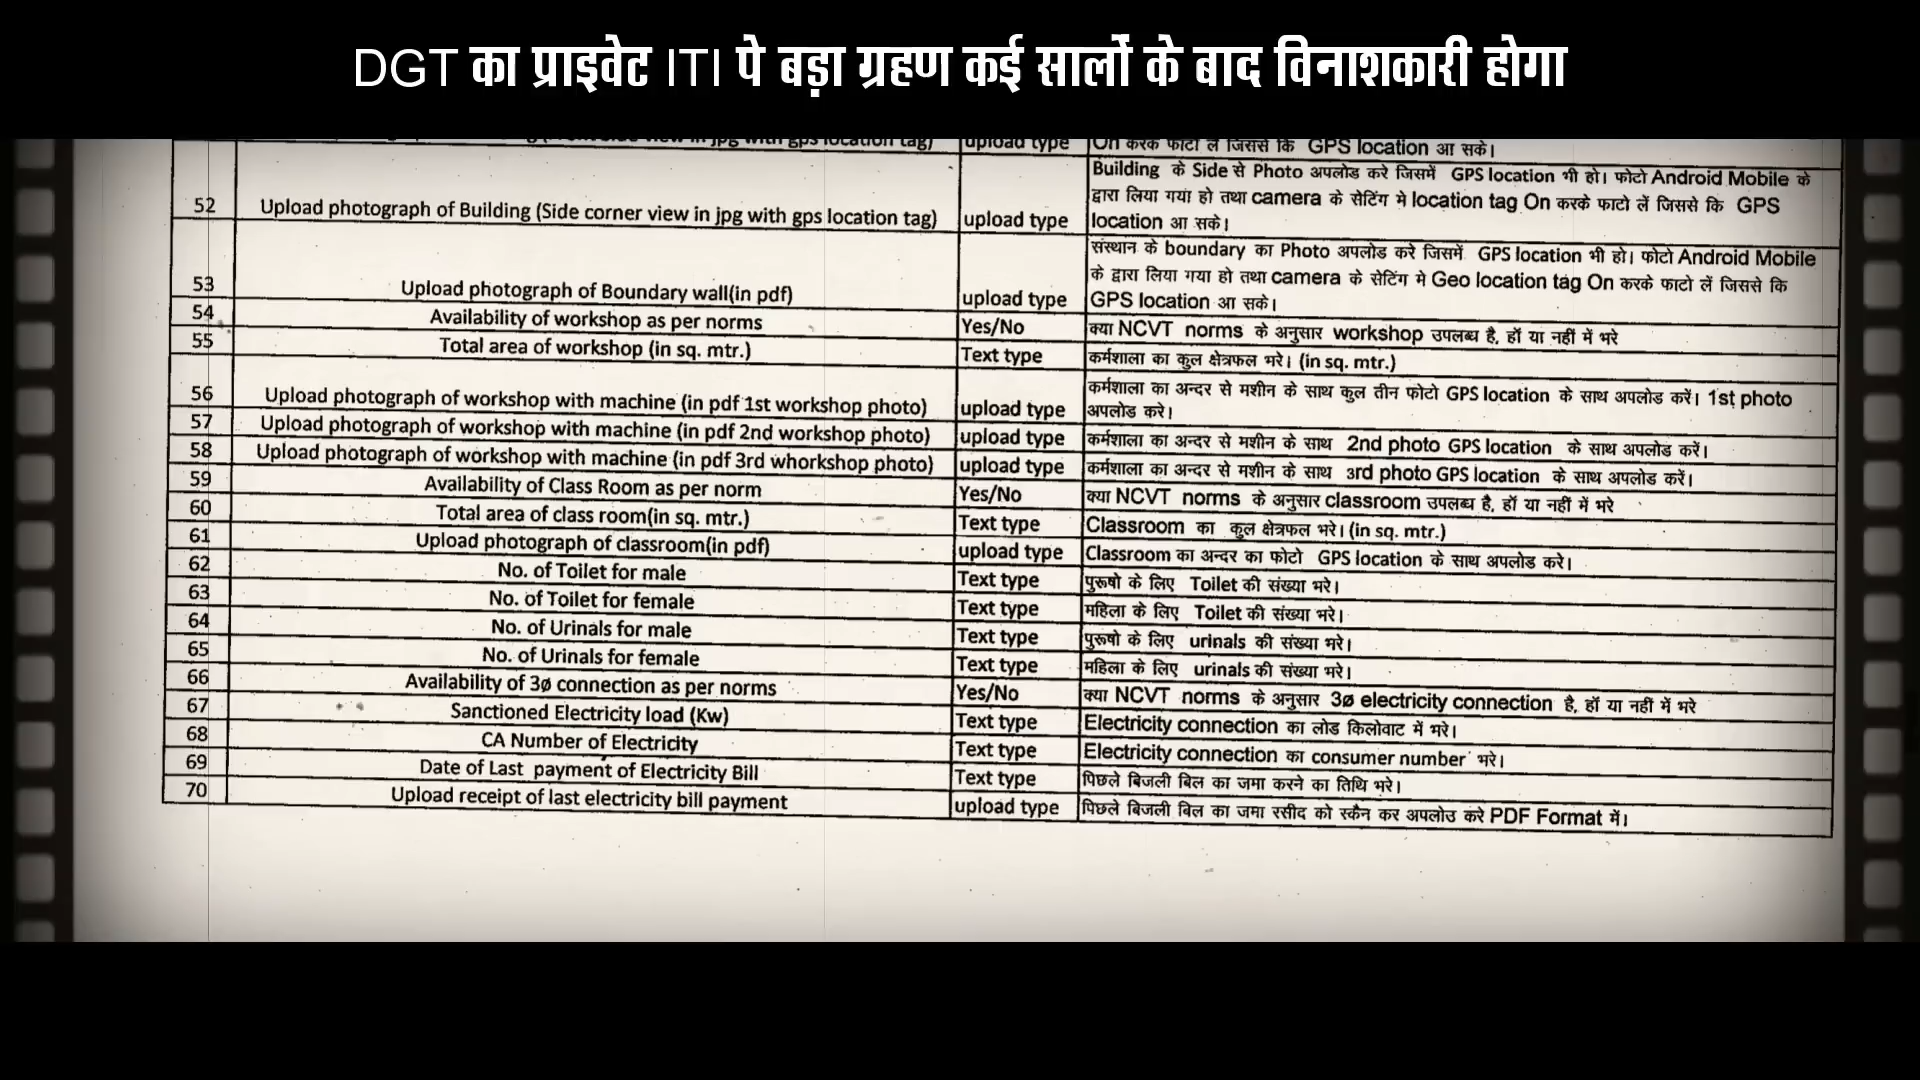 DGT का प्राइवेट ITI पे बड़ा ग्रहण कई सालों के बाद विनाशकारी होगा
in jpg with gps location tag) upload type On करके फाटो ले जिससे कि GPS location आ सके।
52 Upload photograph of Building (Side corner view in jpg with gps location tag) upload type Building के Side से Photo अपलोड करे जिसमें GPS location भी हो। फोटो Android Mobile के
द्वारा लिया गया हो तथा camera के सेटिंग मे location tag On करके फाटो लें जिससे कि GPS
location आ सके।
53 Upload photograph of Boundary wall(in pdf) upload type संस्थान के boundary का Photo अपलोड करे जिसमें GPS location भी हो। फोटो Android Mobile
के द्वारा लिया गया हो तथा camera के सेटिंग मे Geo location tag On करके फाटो लें जिससे कि
GPS location आ सके।
54 Availability of workshop as per norms Yes/No क्या NCVT norms के अनुसार workshop उपलब्ध है, हॉं या नहीं में भरे
55 Total area of workshop (in sq. mtr.) Text type कर्मशाला का कुल क्षेत्रफल भरे। (in sq. mtr.)
56 Upload photograph of workshop with machine (in pdf 1st workshop photo) upload type कर्मशाला का अन्दर से मशीन के साथ कुल तीन फोटो GPS location के साथ अपलोड करें। 1st photo
अपलोड करे।
57 Upload photograph of workshop with machine (in pdf 2nd workshop photo) upload type कर्मशाला का अन्दर से मशीन के साथ 2nd photo GPS location के साथ अपलोड करें।
58 Upload photograph of workshop with machine (in pdf 3rd whorkshop photo) upload type कर्मशाला का अन्दर से मशीन के साथ 3rd photo GPS location के साथ अपलोड करें।
59 Availability of Class Room as per norm Yes/No क्या NCVT norms के अनुसार classroom उपलब्ध है, हॉं या नहीं में भरे
60 Total area of class room(in sq. mtr.) Text type Classroom का कुल क्षेत्रफल भरे। (in sq. mtr.)
61 Upload photograph of classroom(in pdf) upload type Classroom का अन्दर का फोटो GPS location के साथ अपलोड करे।
62 No. of Toilet for male Text type पुरूषो के लिए Toilet की संख्या भरे।
63 No. of Toilet for female Text type महिला के लिए Toilet की संख्या भरे।
64 No. of Urinals for male Text type पुरूषो के लिए urinals की संख्या भरे।
65 No. of Urinals for female Text type महिला के लिए urinals की संख्या भरे।
66 Availability of 3ø connection as per norms Yes/No क्या NCVT norms के अनुसार 3ø electricity connection है, हॉं या नहीं में भरे
67 Sanctioned Electricity load (Kw) Text type Electricity connection का लोड किलोवाट में भरे।
68 CA Number of Electricity Text type Electricity connection का consumer number भरे।
69 Date of Last payment of Electricity Bill Text type पिछले बिजली बिल का जमा करने का तिथि भरे।
70 Upload receipt of last electricity bill payment upload type पिछले बिजली बिल का जमा रसीद को स्कैन कर अपलोउ करे PDF Format में।